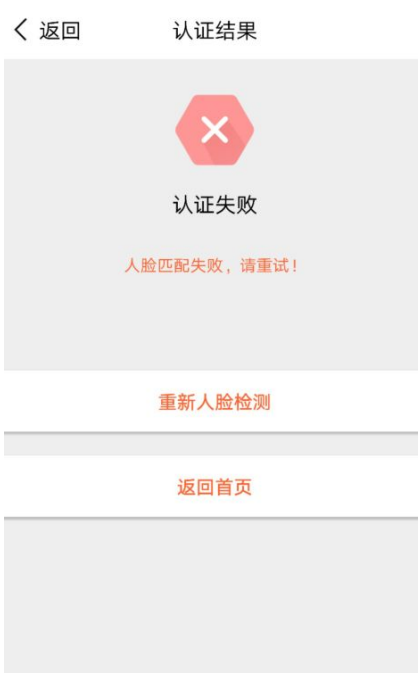 返回 认证结果
认证失败
人脸匹配失败，请重试！
重新人脸检测
返回首页